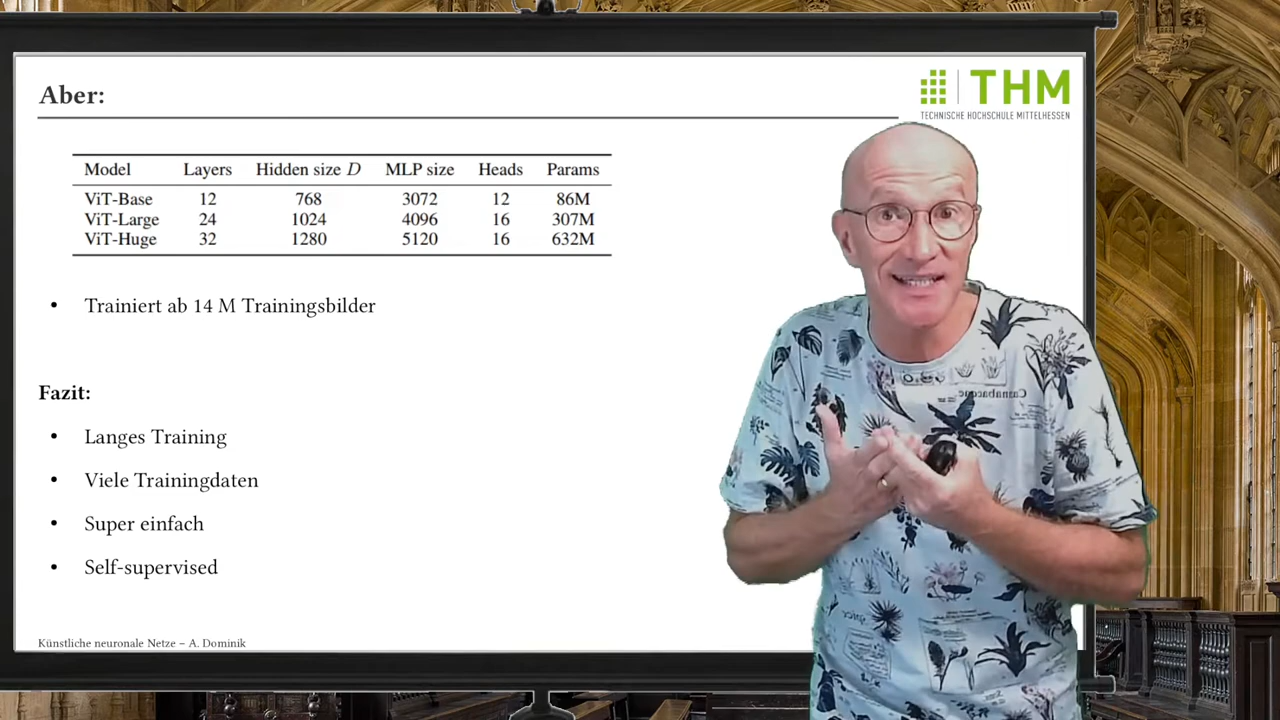 Aber:
THM
TECHNISCHE HOCHSCHULE MITTELHESSEN
Model Layers Hidden size D MLP size Heads Params
ViT-Base 12 768 3072 12 86M
ViT-Large 24 1024 4096 16 307M
ViT-Huge 32 1280 5120 16 632M
• Trainiert ab 14 M Trainingsbilder
Fazit:
• Langes Training
• Viele Trainingdaten
• Super einfach
• Self-supervised
Künstliche neuronale Netze – A. Dominik